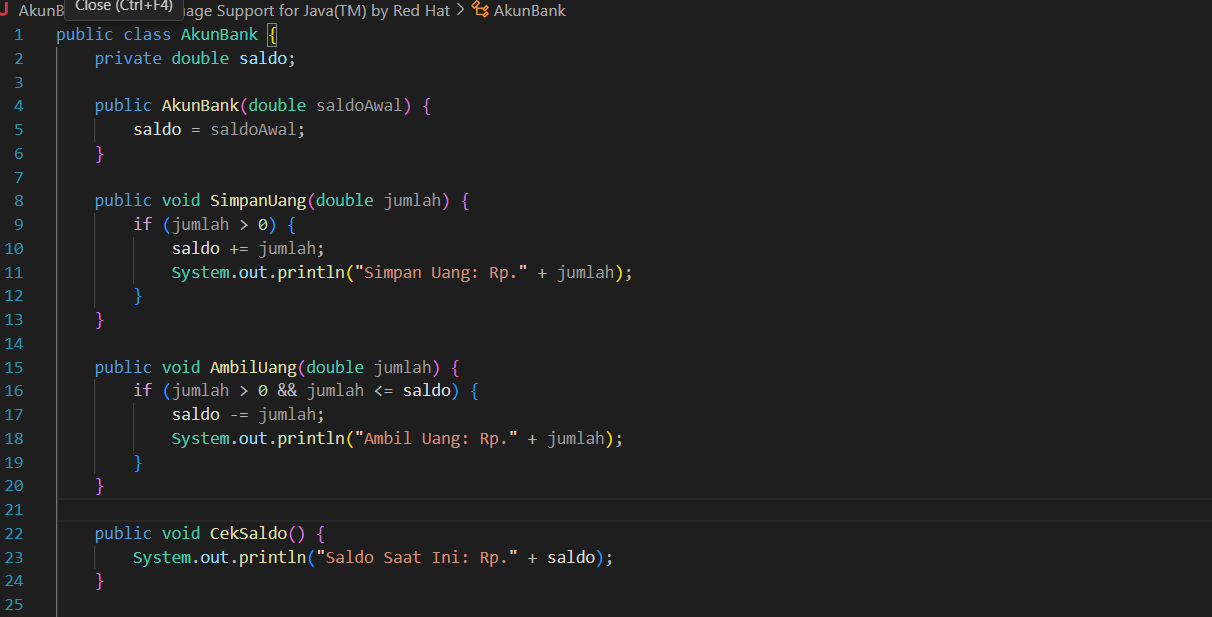 AkunB Close (Ctrl+F4) uage Support for Java(TM) by Red Hat > AkunBank
1 public class AkunBank {
2     private double saldo;
3
4     public AkunBank(double saldoAwal) {
5         saldo = saldoAwal;
6     }
7
8     public void SimpanUang(double jumlah) {
9         if (jumlah > 0) {
10             saldo += jumlah;
11             System.out.println("Simpan Uang: Rp." + jumlah);
12         }
13     }
14
15     public void AmbilUang(double jumlah) {
16         if (jumlah > 0 && jumlah <= saldo) {
17             saldo -= jumlah;
18             System.out.println("Ambil Uang: Rp." + jumlah);
19         }
20     }
21
22     public void CekSaldo() {
23         System.out.println("Saldo Saat Ini: Rp." + saldo);
24     }
25